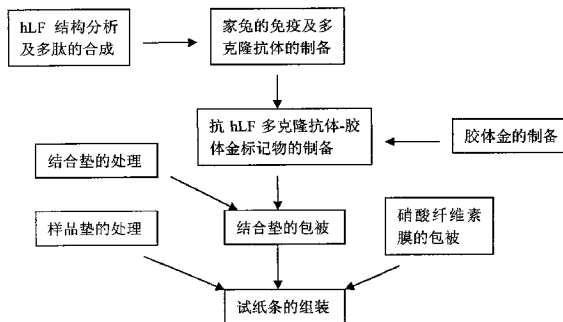 hLF 结构分析
及多肽的合成
家兔的免疫及多
克隆抗体的制备
抗 hLF 多克隆抗体-胶
体金标记物的制备
胶体金的制备
结合垫的处理
样品垫的处理
结合垫的包被
硝酸纤维素
膜的包被
试纸条的组装